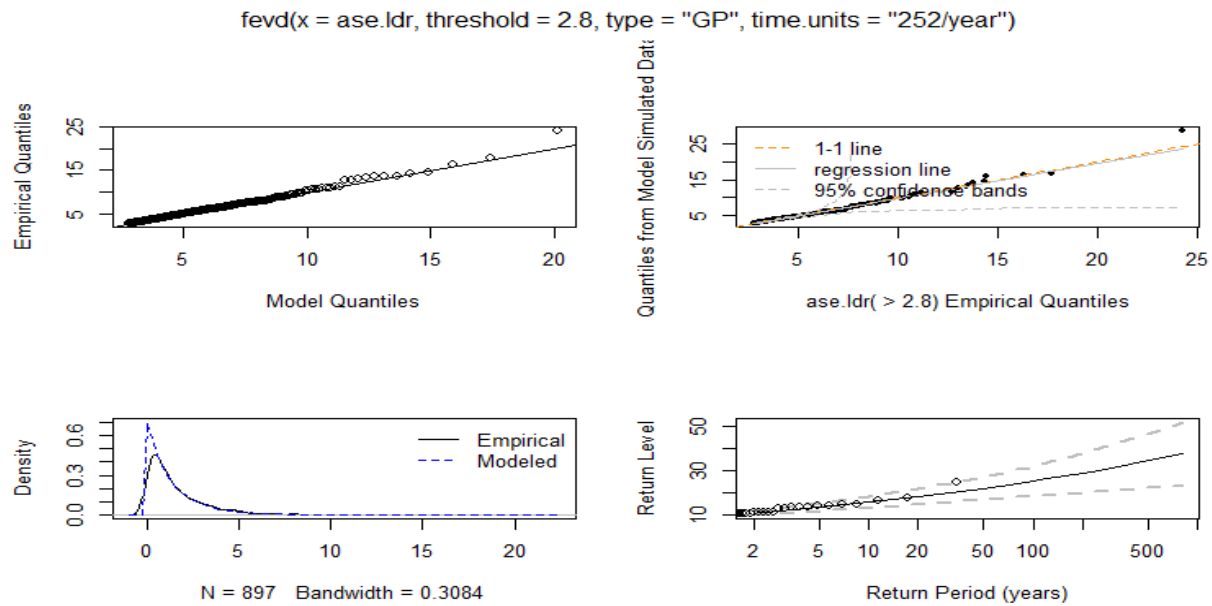 fevd(x = ase.ldr, threshold = 2.8, type = "GP", time.units = "252/year")
Empirical Quantiles
25
15
5
5 10 15 20
Model Quantiles
Quantiles from Model Simulated Data
25
15
5
1-1 line
regression line
95% confidence bands
5 10 15 20 25
ase.ldr( > 2.8) Empirical Quantiles
Density
0.6
0.3
0.0
Empirical
Modeled
0 5 10 15 20
N = 897 Bandwidth = 0.3084
Return Level
50
30
10
2 5 10 20 50 100 500
Return Period (years)